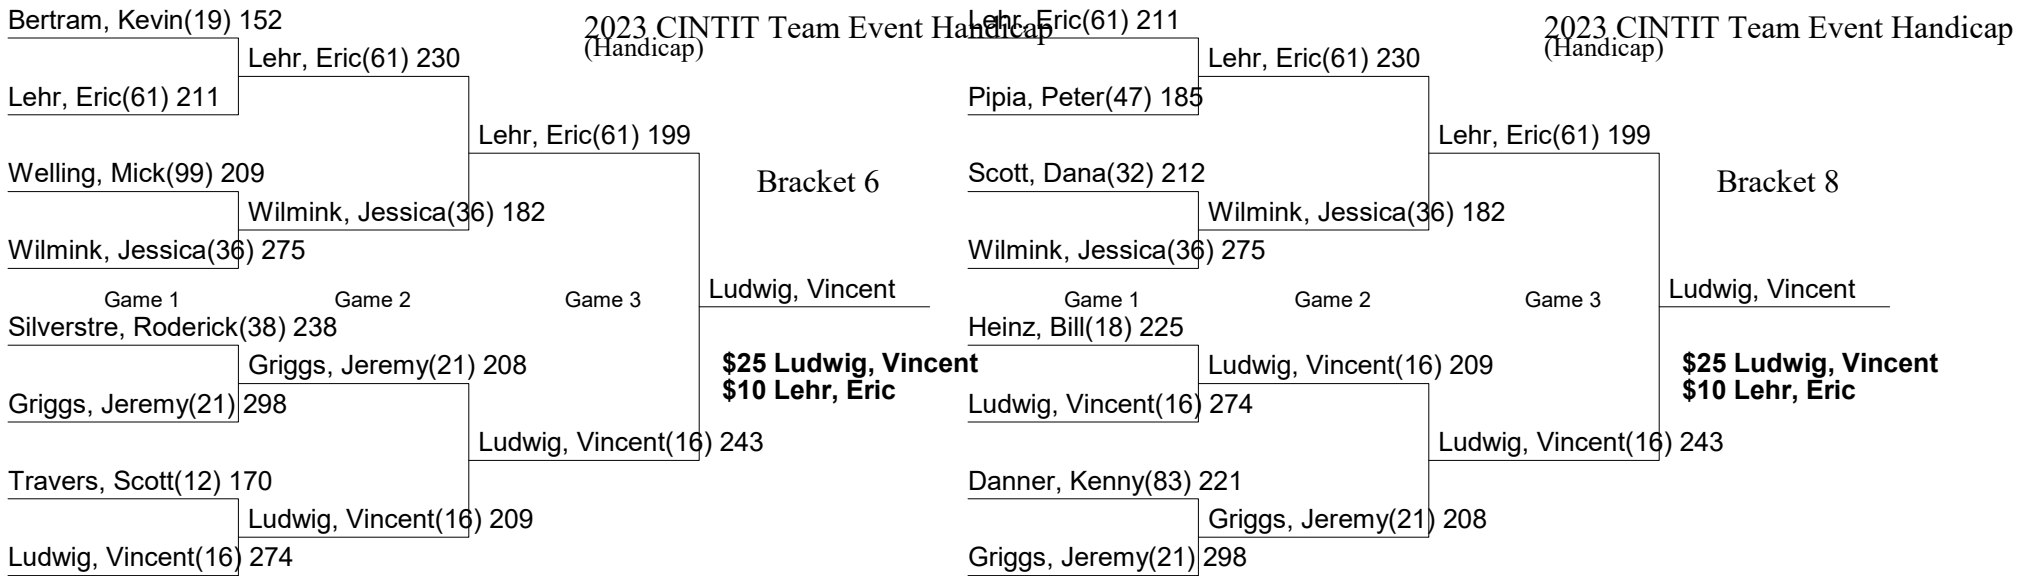 2023 CINTIT Team Event Handicap
(Handicap)
Bertram, Kevin(19) 152
Lehr, Eric(61) 230
Lehr, Eric(61) 211
Lehr, Eric(61) 199
Welling, Mick(99) 209
Bracket 6
Wilmink, Jessica(36) 182
Wilmink, Jessica(36) 275
Ludwig, Vincent
Game 1
Game 2
Game 3
Silverstre, Roderick(38) 238
Griggs, Jeremy(21) 208
$25 Ludwig, Vincent
$10 Lehr, Eric
Griggs, Jeremy(21) 298
Ludwig, Vincent(16) 243
Travers, Scott(12) 170
Ludwig, Vincent(16) 209
Ludwig, Vincent(16) 274
2023 CINTIT Team Event Handicap
(Handicap)
Lehr, Eric(61) 211
Lehr, Eric(61) 230
Pipia, Peter(47) 185
Lehr, Eric(61) 199
Scott, Dana(32) 212
Bracket 8
Wilmink, Jessica(36) 182
Wilmink, Jessica(36) 275
Ludwig, Vincent
Game 1
Game 2
Game 3
Heinz, Bill(18) 225
Ludwig, Vincent(16) 209
$25 Ludwig, Vincent
$10 Lehr, Eric
Ludwig, Vincent(16) 274
Ludwig, Vincent(16) 243
Danner, Kenny(83) 221
Griggs, Jeremy(21) 208
Griggs, Jeremy(21) 298